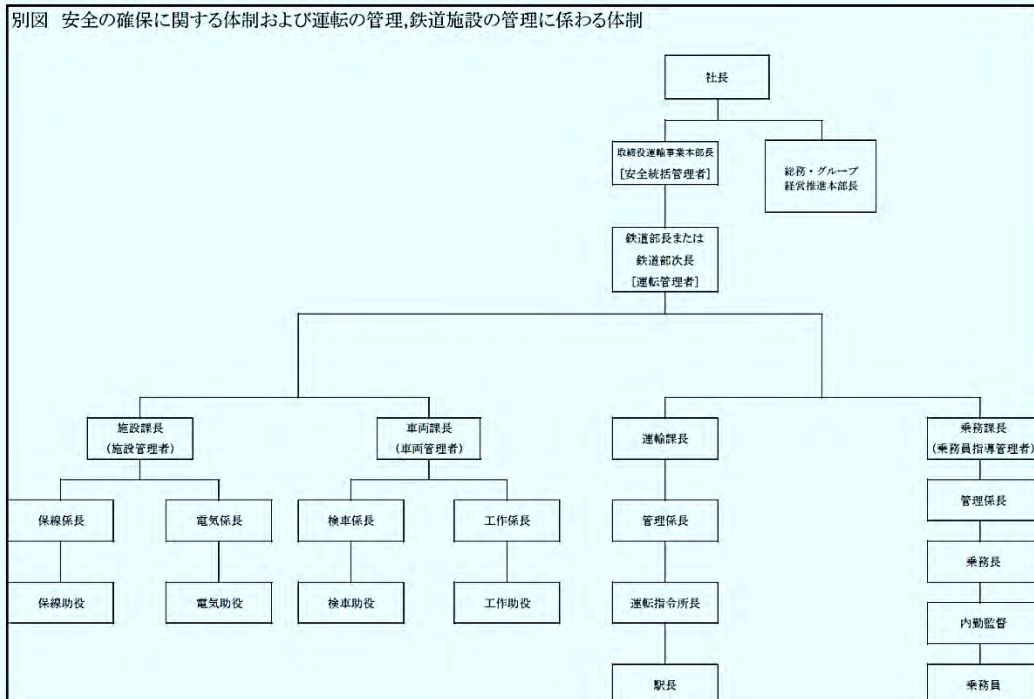 別図 安全の確保に関する体制および運転の管理,鉄道施設の管理に係わる体制
社長
取締役運輸事業本部長
[安全統括管理者]
総務・グループ
経営推進本部長
鉄道部長または
鉄道部次長
[運転管理者]
施設課長
(施設管理者)
車両課長
(車両管理者)
運輸課長
乗務課長
(乗務員指導管理者)
保線係長
電気係長
検車係長
工作係長
管理係長
管理係長
乗務長
保線助役
電気助役
検車助役
工作助役
運転指令所長
内勤監督
駅長
乗務員